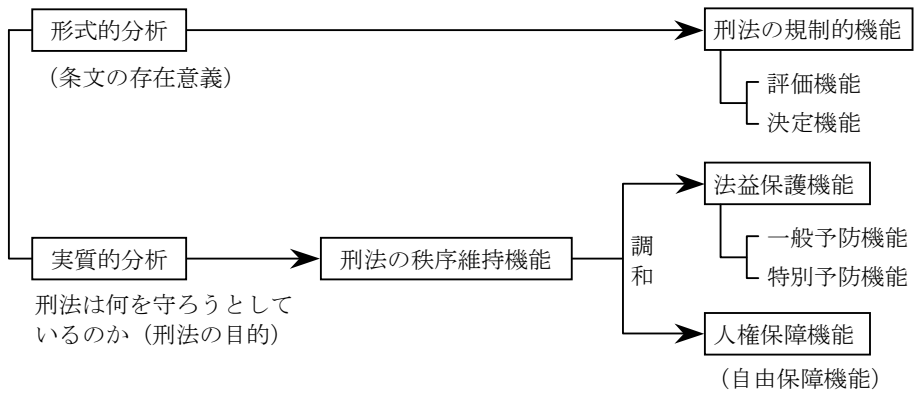 形式的分析
（条文の存在意義）
刑法の規制的機能
評価機能
決定機能
実質的分析
刑法は何を守ろうとして
いるのか（刑法の目的）
刑法の秩序維持機能
調和
法益保護機能
一般予防機能
特別予防機能
人権保障機能
（自由保障機能）